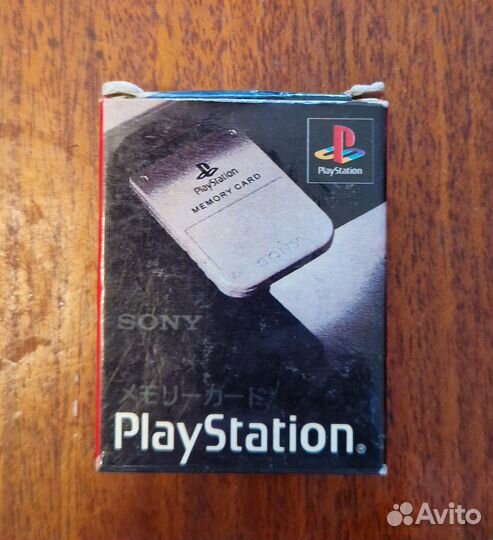 PlayStation
PlayStation
MEMORY CARD
SONY
SONY
メモリーカード
PlayStation®
Avito